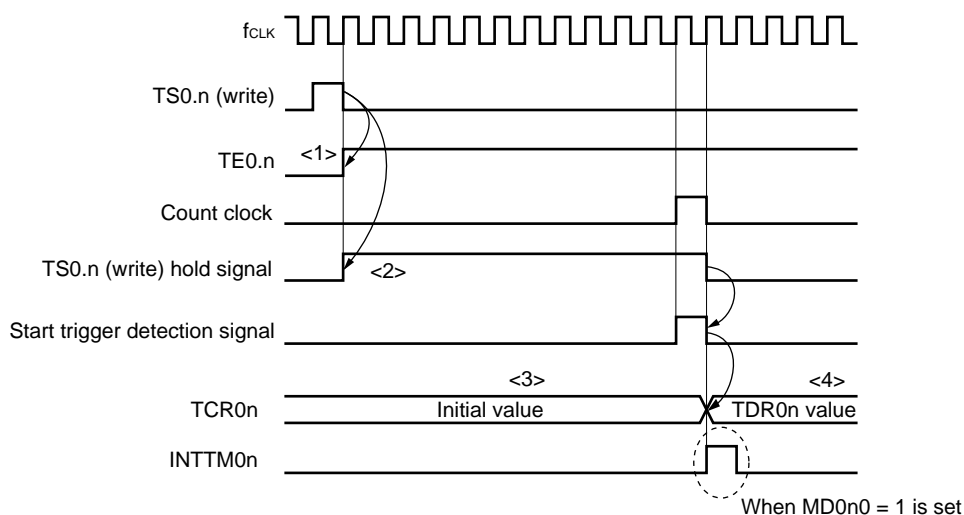 fCLK
TS0.n (write)
TE0.n
<1>
Count clock
TS0.n (write) hold signal
<2>
Start trigger detection signal
<3>
<4>
TCR0n
Initial value
TDR0n value
INTTM0n
When MD0n0 = 1 is set